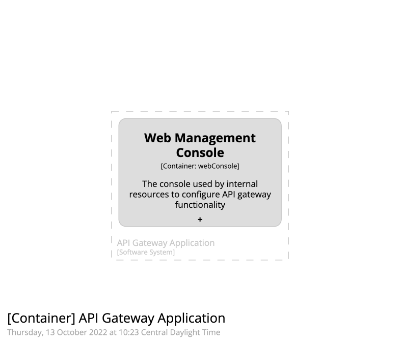 Web Management
Console
[Container: webConsole]
The console used by internal
resources to configure API gateway
functionality
+
API Gateway Application
[Software System]
[Container] API Gateway Application
Thursday, 13 October 2022 at 10:23 Central Daylight Time